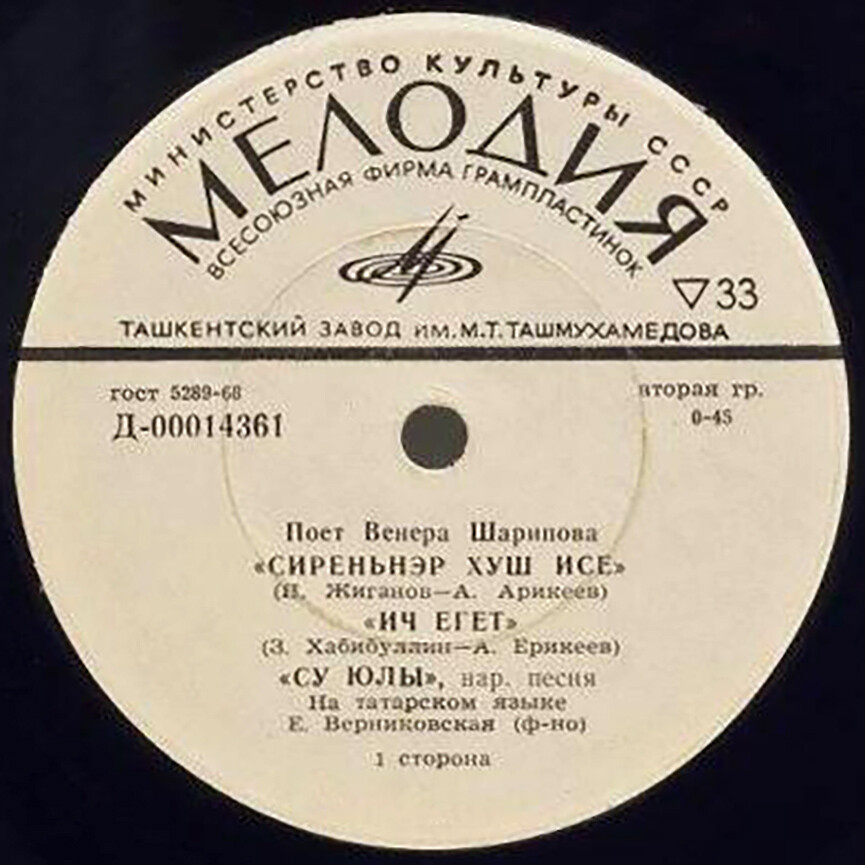 МИНИСТЕРСТВО КУЛЬТУРЫ СССР
МЕЛОДИЯ
ВСЕСОЮЗНАЯ ФИРМА ГРАМПЛАСТИНОК
▽33
ТАШКЕНТСКИЙ ЗАВОД ИМ. М.Т. ТАШМУХАМЕДОВА
гост 5289-68
вторая гр.
Д-00014361
0-45
Поет Венера Шарипова
«СИРЕНЬНЭР ХУШ ИСЕ»
Жиганов—А. Арикеев)
«ИЧ ЕГЕТ»
(З. Хабибуллин—А. Ерикеев)
«СУ ЮЛЫ», нар. песня
На татарском языке
Е. Верниковская (ф-но)
1 сторона